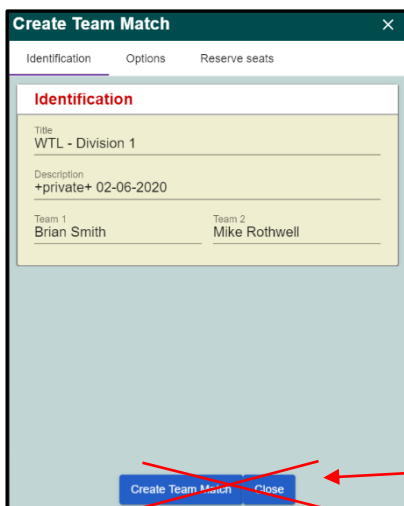 Create Team Match ×
Identification Options Reserve seats
Identification
Title
WTL - Division 1
Description
+private+ 02-06-2020
Team 1 Team 2
Brian Smith Mike Rothwell
Create Team Match Close